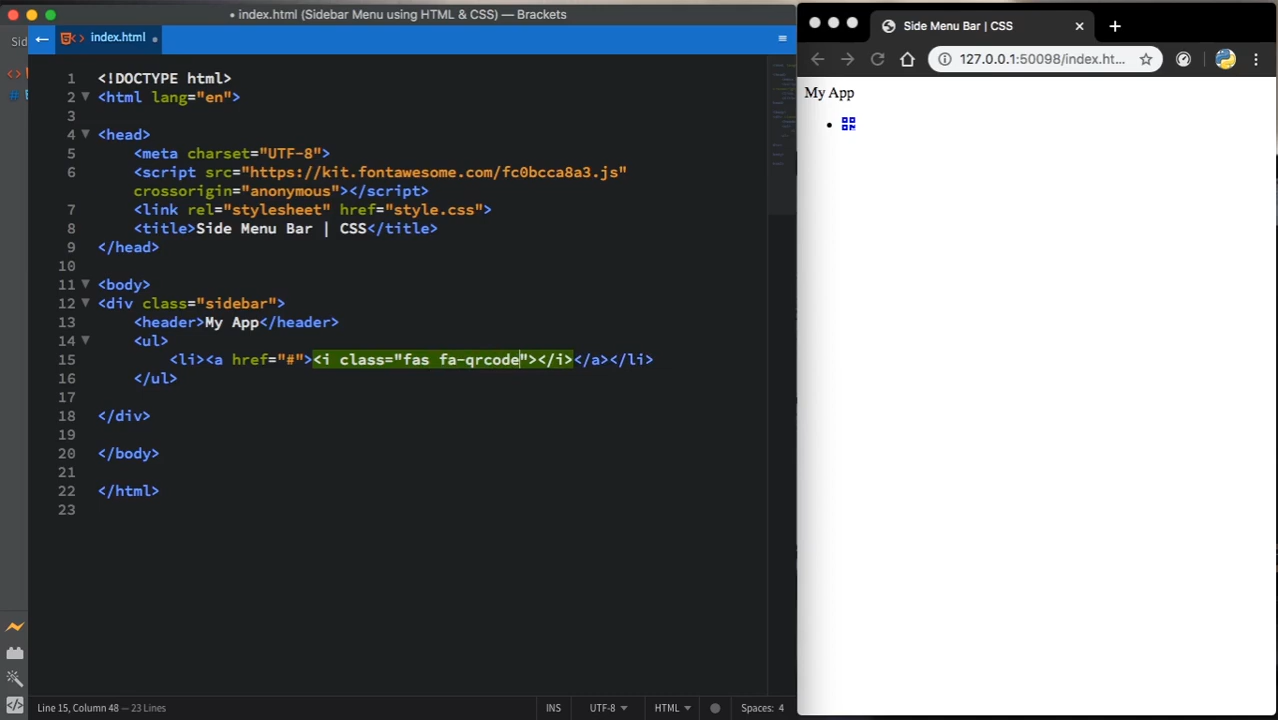 • index.html (Sidebar Menu using HTML & CSS) — Brackets
Sid
index.html •
1 <!DOCTYPE html>
2 <html lang="en">
3
4 <head>
5 <meta charset="UTF-8">
6 <script src="https://kit.fontawesome.com/fc0bcca8a3.js"
crossorigin="anonymous"></script>
7 <link rel="stylesheet" href="style.css">
8 <title>Side Menu Bar | CSS</title>
9 </head>
10
11 <body>
12 <div class="sidebar">
13 <header>My App</header>
14 <ul>
15 <li><a href="#"><i class="fas fa-qrcode"></i></a></li>
16 </ul>
17
18 </div>
19
20 </body>
21
22 </html>
23
Line 15, Column 48 — 23 Lines
INS
UTF-8
HTML
Spaces: 4
Side Menu Bar | CSS
127.0.0.1:50098/index.ht...
My App